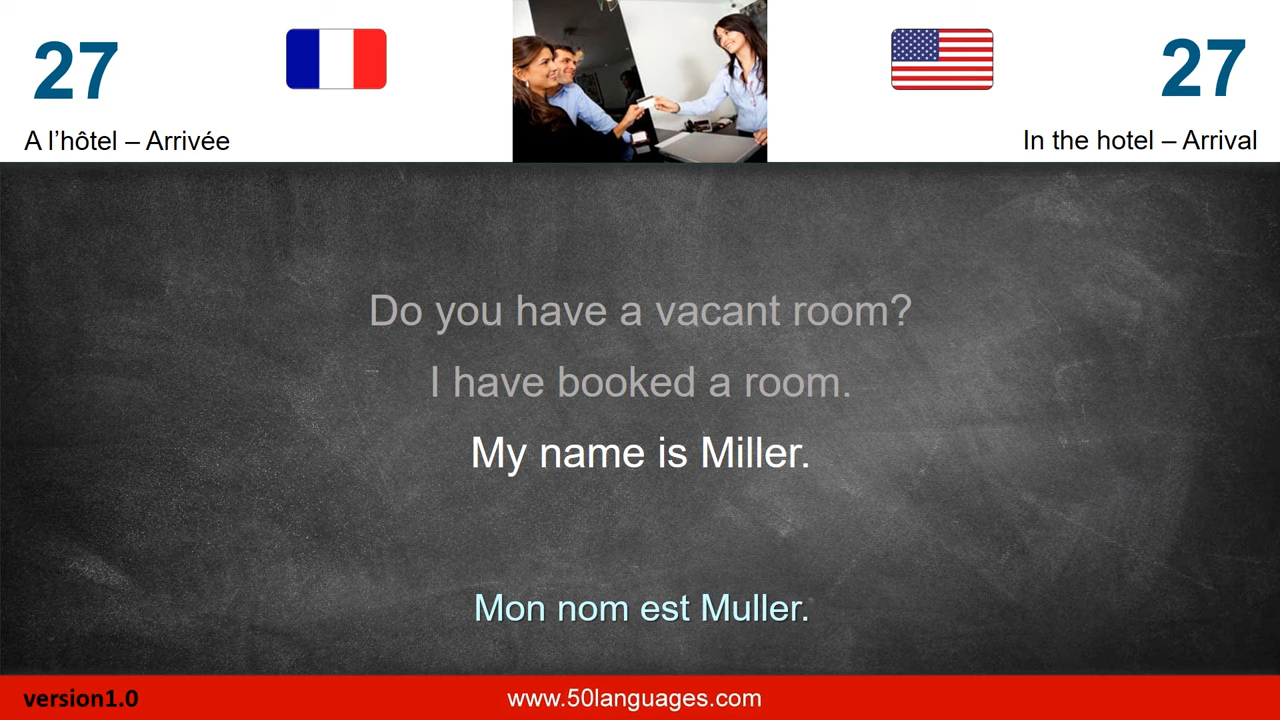 27
27
A l’hôtel – Arrivée
In the hotel – Arrival
Do you have a vacant room?
I have booked a room.
My name is Miller.
Mon nom est Muller.
version1.0
www.50languages.com